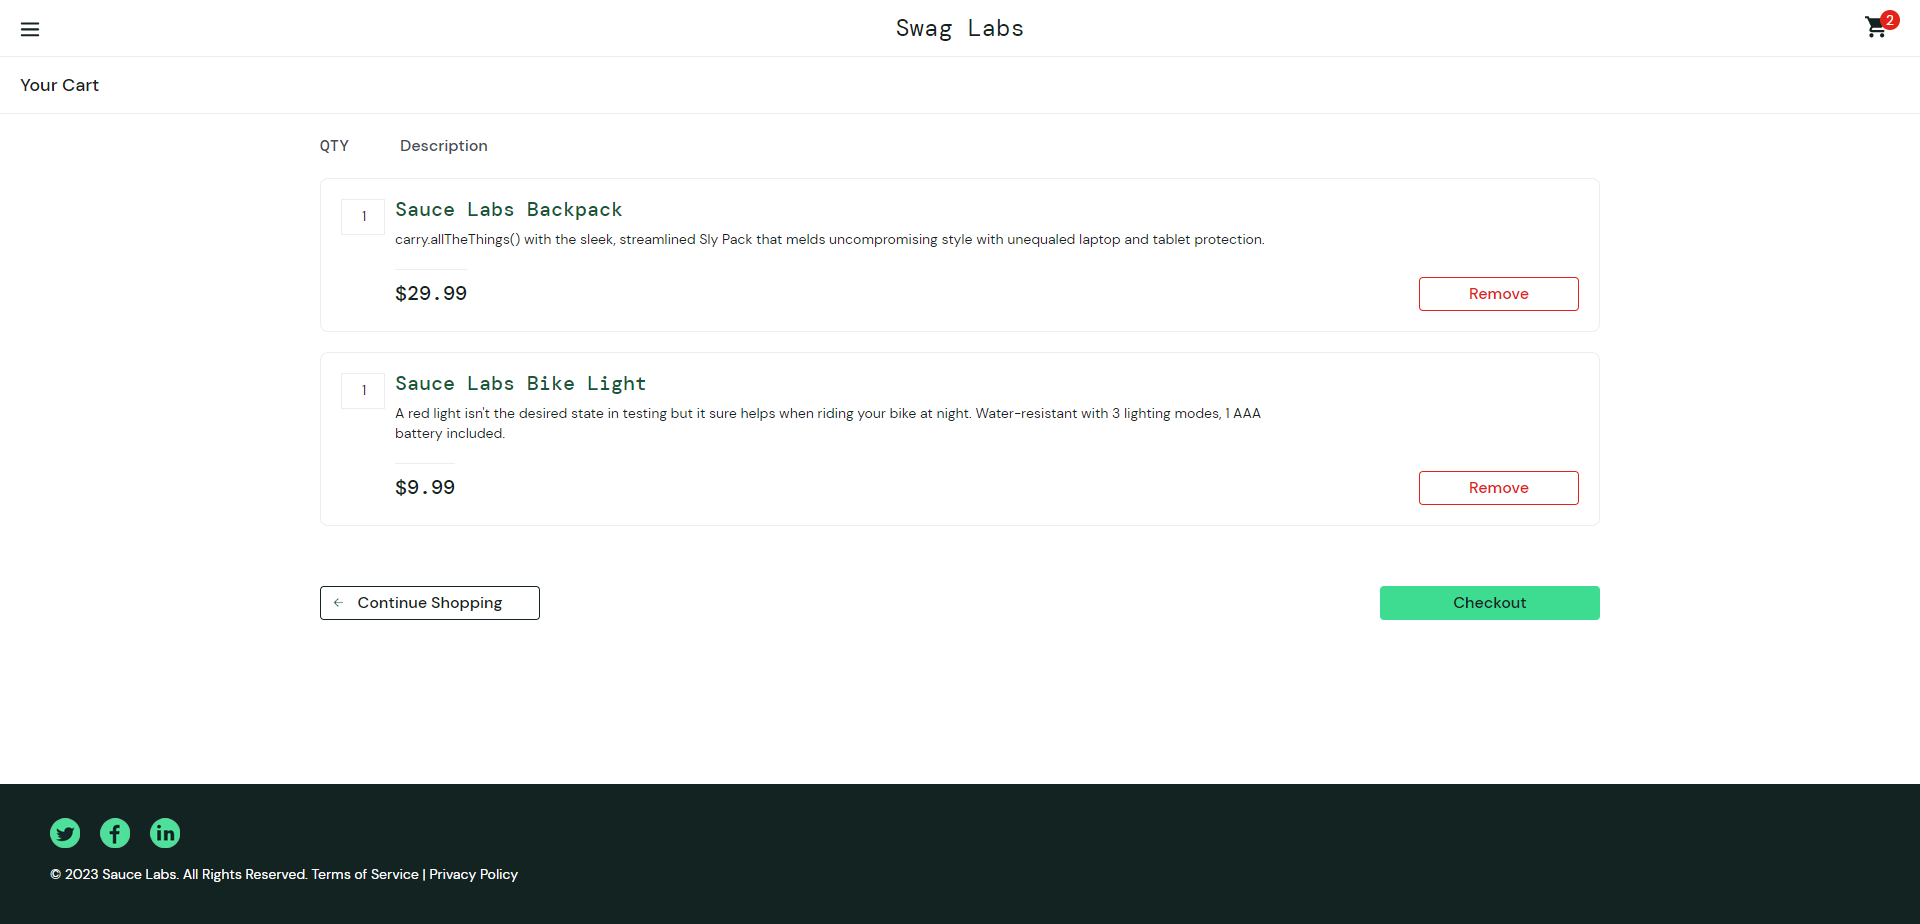 Swag Labs
2
Your Cart
QTY Description
1
Sauce Labs Backpack
carry.allTheThings() with the sleek, streamlined Sly Pack that melds uncompromising style with unequaled laptop and tablet protection.
$29.99
Remove
1
Sauce Labs Bike Light
A red light isn't the desired state in testing but it sure helps when riding your bike at night. Water-resistant with 3 lighting modes, 1 AAA
battery included.
$9.99
Remove
Continue Shopping
Checkout
© 2023 Sauce Labs. All Rights Reserved. Terms of Service | Privacy Policy